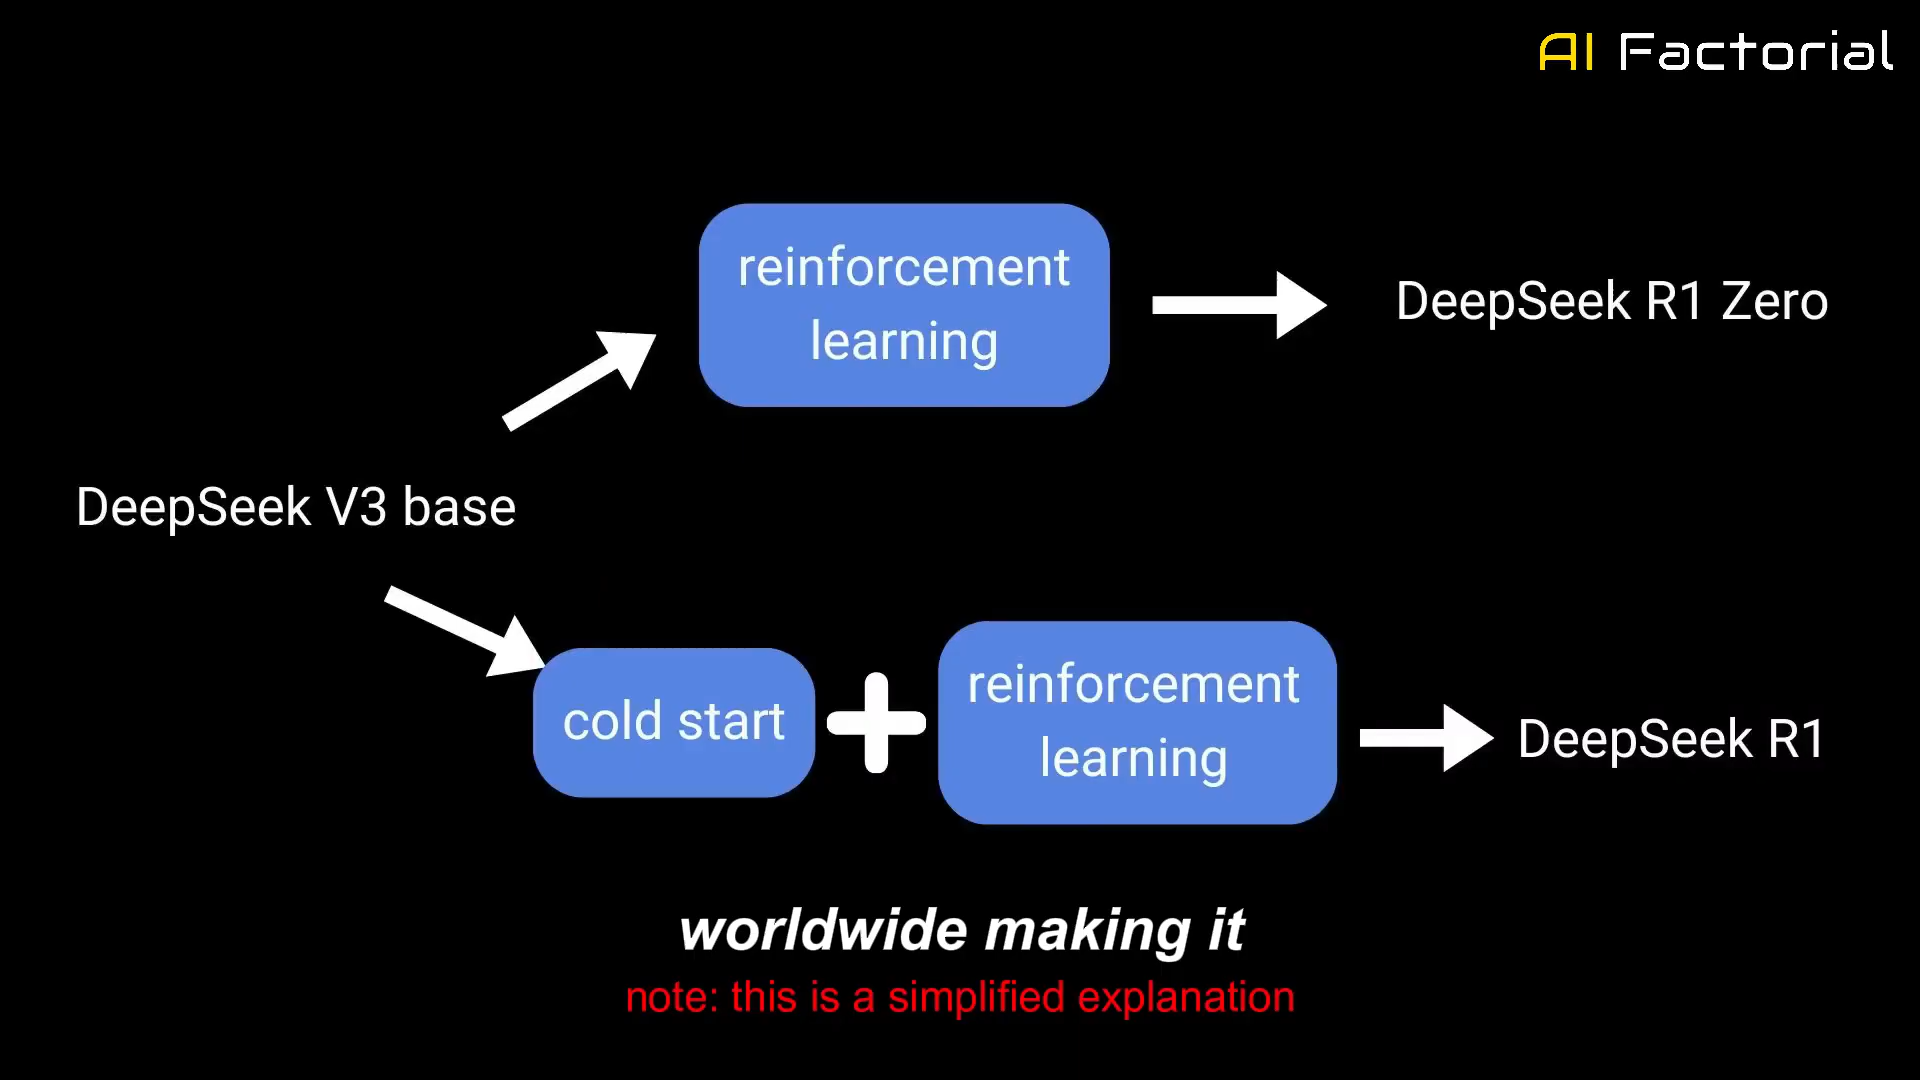 AI Factorial
reinforcement
learning
DeepSeek R1 Zero
DeepSeek V3 base
cold start
reinforcement
learning
DeepSeek R1
worldwide making it
note: this is a simplified explanation